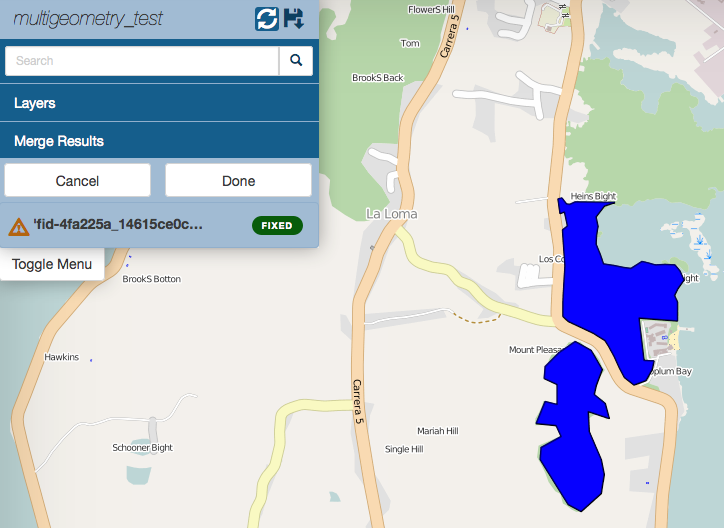 multigeometry_test
Search
Layers
Merge Results
Cancel
Done
'fid-4fa225a_14615ce0c...
FIXED
Toggle Menu
FlowerS Hill
Tom
Carrera 5
BrookS Back
La Loma
Heins Bight
Los Co
ight
BrookS Botton
Hawkins
Mount Pleasa
oplum Bay
Carrera 5
Mariah Hill
Single Hill
Schooner Bight